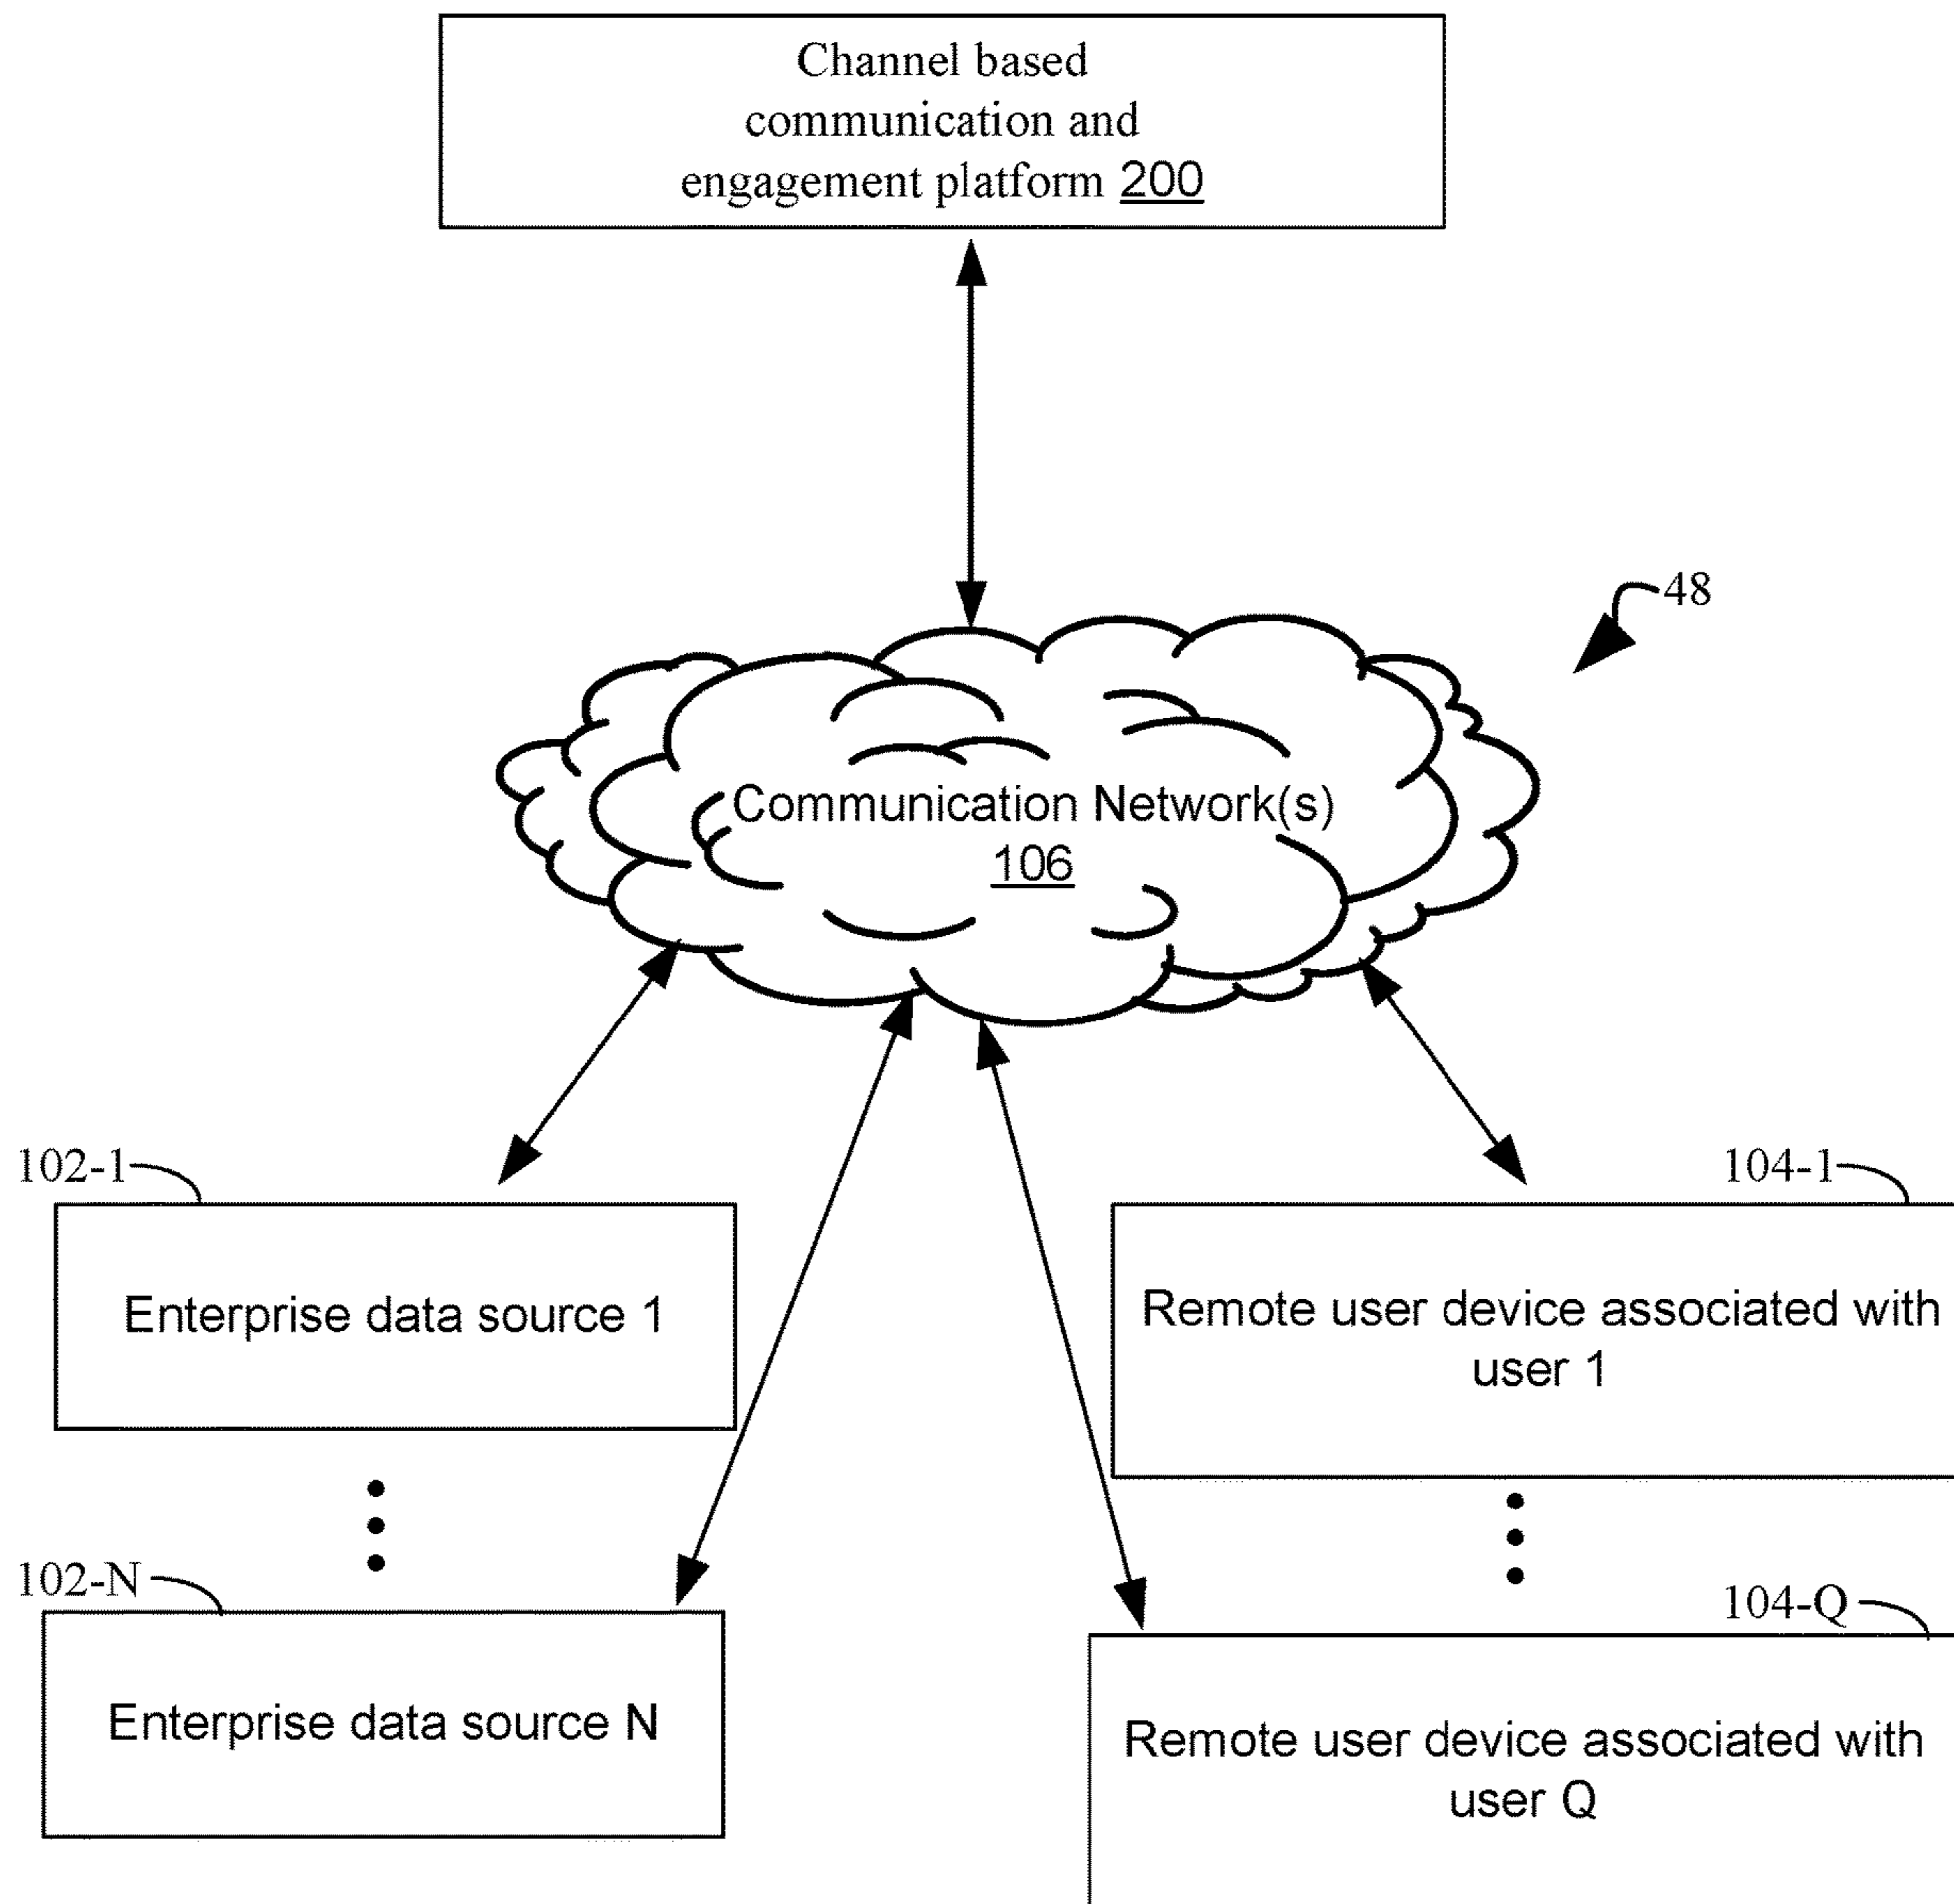 Channel based
communication and
engagement platform 200
48
Communication Network(s)
106
102-1
104-1
Enterprise data source 1
Remote user device associated with
user 1
102-N
104-Q
Enterprise data source N
Remote user device associated with
user Q